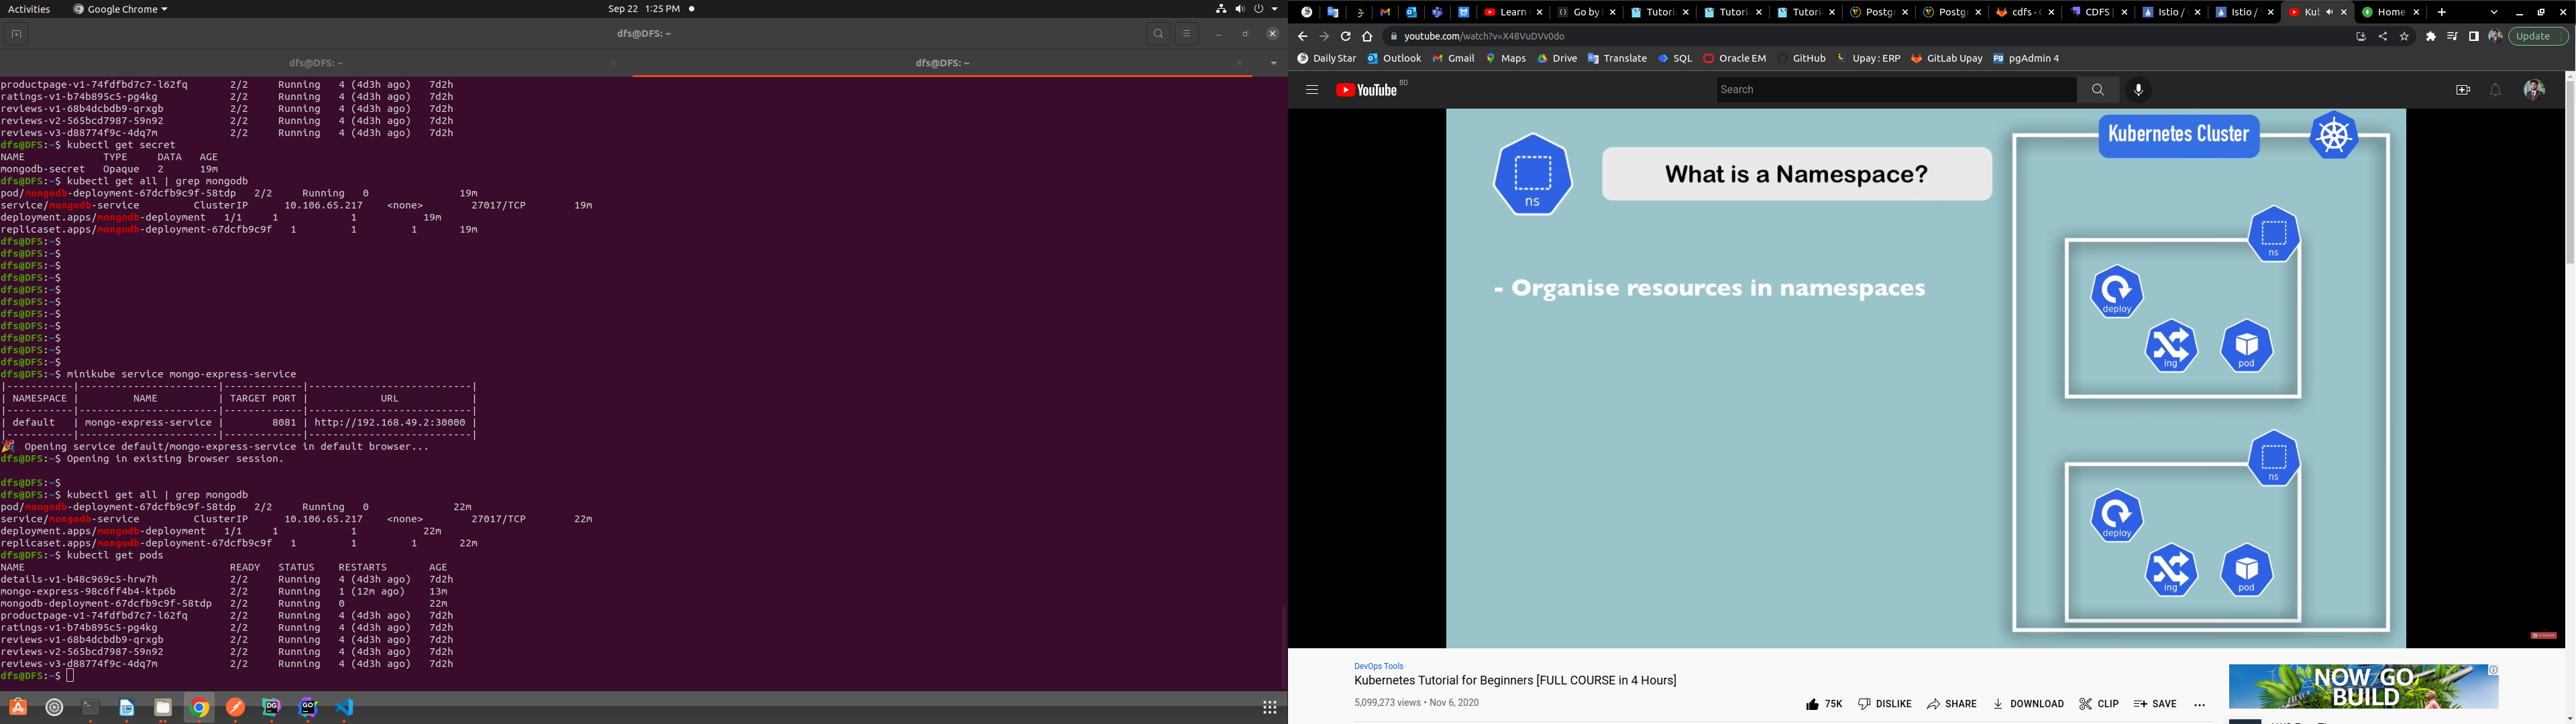 Activities
Google Chrome
Sep 22 1:25 PM
dfs@DFS: ~
dfs@DFS: ~
dfs@DFS: ~
productpage-v1-74fdfbd7c7-l62fq 2/2 Running 4 (4d3h ago) 7d2h
ratings-v1-b74b895c5-pg4kg 2/2 Running 4 (4d3h ago) 7d2h
reviews-v1-68b4dcbdb9-qrxgb 2/2 Running 4 (4d3h ago) 7d2h
reviews-v2-565bcd7987-59n92 2/2 Running 4 (4d3h ago) 7d2h
reviews-v3-d88774f9c-4dq7m 2/2 Running 4 (4d3h ago) 7d2h
dfs@DFS:~$ kubectl get secret
NAME TYPE DATA AGE
mongodb-secret Opaque 2 19m
dfs@DFS:~$ kubectl get all | grep mongodb
pod/mongodb-deployment-67dcfb9c9f-58tdp 2/2 Running 0 19m
service/mongodb-service ClusterIP 10.106.65.217 <none> 27017/TCP 19m
deployment.apps/mongodb-deployment 1/1 1 1 19m
replicaset.apps/mongodb-deployment-67dcfb9c9f 1 1 1 19m
dfs@DFS:~$
dfs@DFS:~$
dfs@DFS:~$
dfs@DFS:~$
dfs@DFS:~$
dfs@DFS:~$
dfs@DFS:~$
dfs@DFS:~$
dfs@DFS:~$
dfs@DFS:~$
dfs@DFS:~$
dfs@DFS:~$ minikube service mongo-express-service
|-----------|-----------------------|-------------|---------------------------|
| NAMESPACE | NAME | TARGET PORT | URL |
|-----------|-----------------------|-------------|---------------------------|
| default | mongo-express-service | 8081 | http://192.168.49.2:30000 |
|-----------|-----------------------|-------------|---------------------------|
🎉 Opening service default/mongo-express-service in default browser...
dfs@DFS:~$ Opening in existing browser session.
dfs@DFS:~$
dfs@DFS:~$ kubectl get all | grep mongodb
pod/mongodb-deployment-67dcfb9c9f-58tdp 2/2 Running 0 22m
service/mongodb-service ClusterIP 10.106.65.217 <none> 27017/TCP 22m
deployment.apps/mongodb-deployment 1/1 1 1 22m
replicaset.apps/mongodb-deployment-67dcfb9c9f 1 1 1 22m
dfs@DFS:~$ kubectl get pods
NAME READY STATUS RESTARTS AGE
details-v1-b48c969c5-hrw7h 2/2 Running 4 (4d3h ago) 7d2h
mongo-express-98c6ff4b4-ktp6b 2/2 Running 1 (12m ago) 13m
mongodb-deployment-67dcfb9c9f-58tdp 2/2 Running 0 22m
productpage-v1-74fdfbd7c7-l62fq 2/2 Running 4 (4d3h ago) 7d2h
ratings-v1-b74b895c5-pg4kg 2/2 Running 4 (4d3h ago) 7d2h
reviews-v1-68b4dcbdb9-qrxgb 2/2 Running 4 (4d3h ago) 7d2h
reviews-v2-565bcd7987-59n92 2/2 Running 4 (4d3h ago) 7d2h
reviews-v3-d88774f9c-4dq7m 2/2 Running 4 (4d3h ago) 7d2h
dfs@DFS:~$
DG
GO
Learn Go by Tutori Tutori Tutori Postgr Postgr cdfs · CDFS Istio / Istio / Kub Home
youtube.com/watch?v=X48VuDVv0do
Update
Daily Star Outlook Gmail Maps Drive Translate SQL Oracle EM GitHub Upay : ERP GitLab Upay pgAdmin 4
YouTube BD
Search
ns
What is a Namespace?
- Organise resources in namespaces
Kubernetes Cluster
ns
deploy
ing
pod
ns
deploy
ing
pod
DevOps Tools
Kubernetes Tutorial for Beginners [FULL COURSE in 4 Hours]
5,099,273 views • Nov 6, 2020
75K DISLIKE SHARE DOWNLOAD CLIP SAVE
NOW GO
BUILD